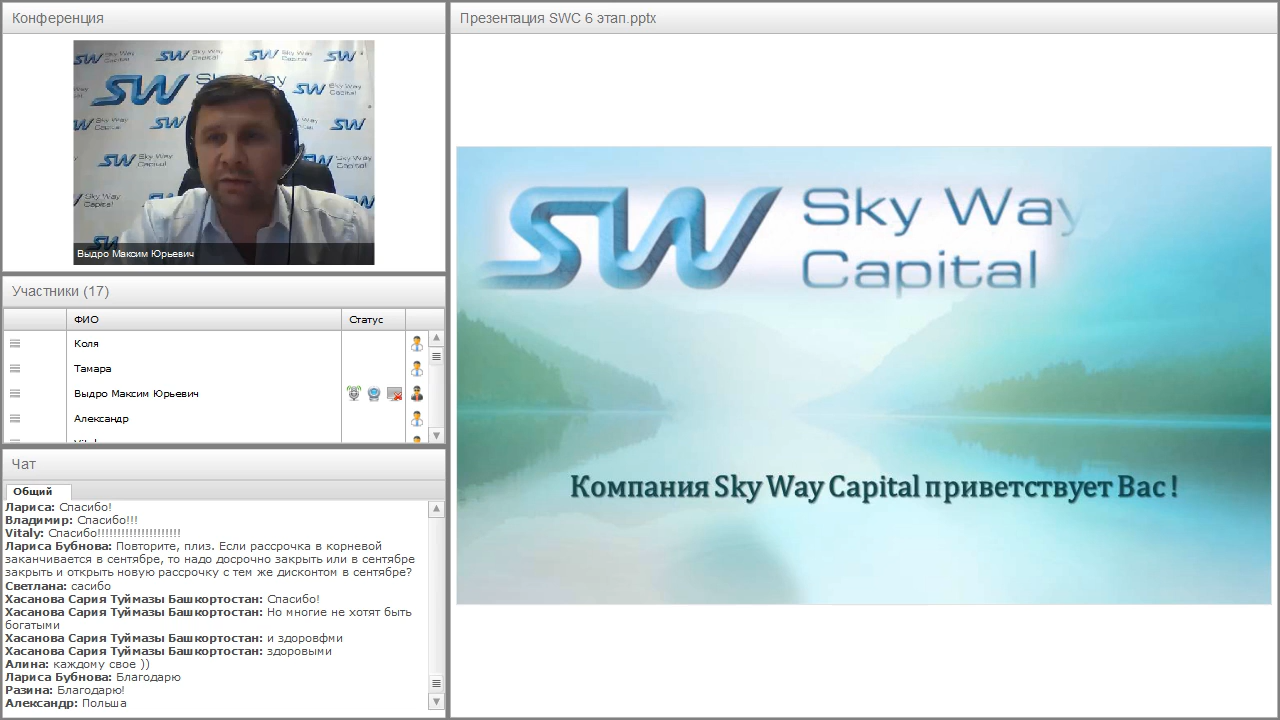 Конференция
SW Sky Way
Capital
Выдро Максим Юрьевич
Участники (17)
ФИО
Статус
Коля
Тамара
Выдро Максим Юрьевич
Александр
Чат
Общий
Лариса: Спасибо!
Владимир: Спасибо!!!
Vitaly: Спасибо!!!!!!!!!!!!!!!!!!!!!
Лариса Бубнова: Повторите, плиз. Если рассрочка в корневой
заканчивается в сентябре, то надо досрочно закрыть или в сентябре
закрыть и открыть новую рассрочку с тем же дисконтом в сентябре?
Светлана: сасибо
Хасанова Сария Туймазы Башкортостан: Спасибо!
Хасанова Сария Туймазы Башкортостан: Но многие не хотят быть
богатыми
Хасанова Сария Туймазы Башкортостан: и здоровфми
Хасанова Сария Туймазы Башкортостан: здоровыми
Алина: каждому свое ))
Лариса Бубнова: Благодарю
Разина: Благодарю!
Александр: Польша
Презентация SWC 6 этап.pptx
SW Sky Way
Capital
Компания Sky Way Capital приветствует Вас !